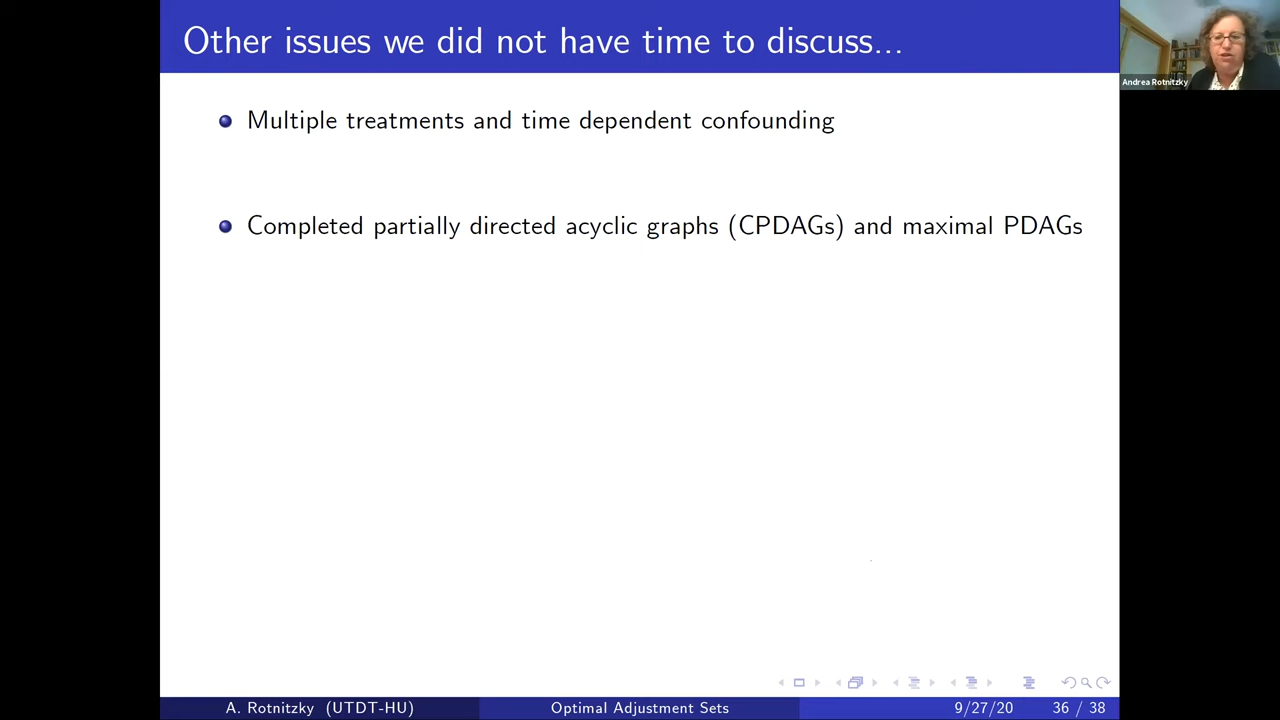 Other issues we did not have time to discuss...
Andrea Rotnitzky
Multiple treatments and time dependent confounding
Completed partially directed acyclic graphs (CPDAGs) and maximal PDAGs
A. Rotnitzky (UTDT-HU)
Optimal Adjustment Sets
9/27/20
36 / 38